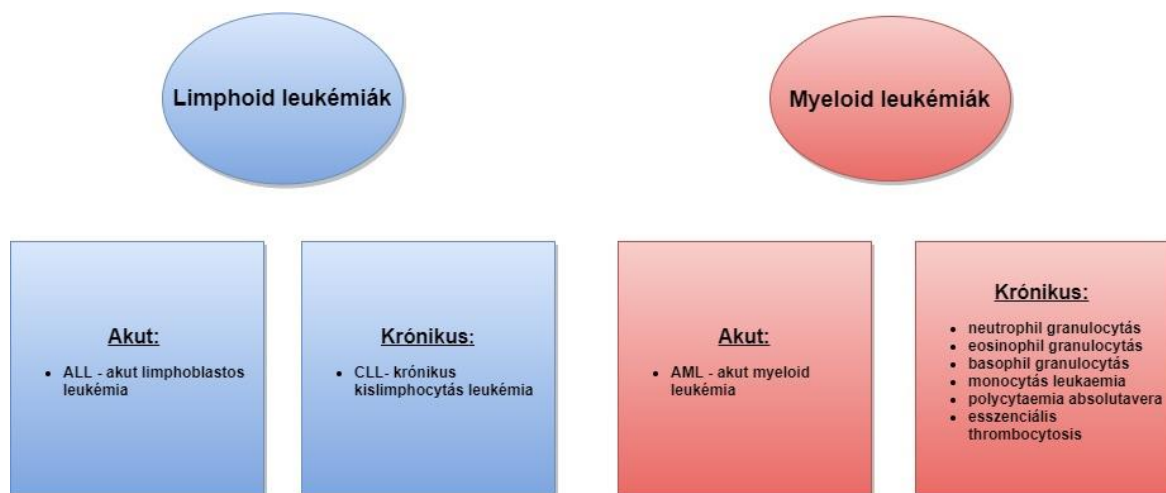 Limphoid leukémiák
Myeloid leukémiák
Akut:
ALL - akut limphoblastos
leukémia
Krónikus:
CLL- krónikus
kislimphocytás leukémia
Akut:
AML - akut myeloid
leukémia
Krónikus:
neutrophil granulocytás
eosinophil granulocytás
basophil granulocytás
monocytás leukaemia
polycytaemia absolutavera
esszenciális
thrombocytosis